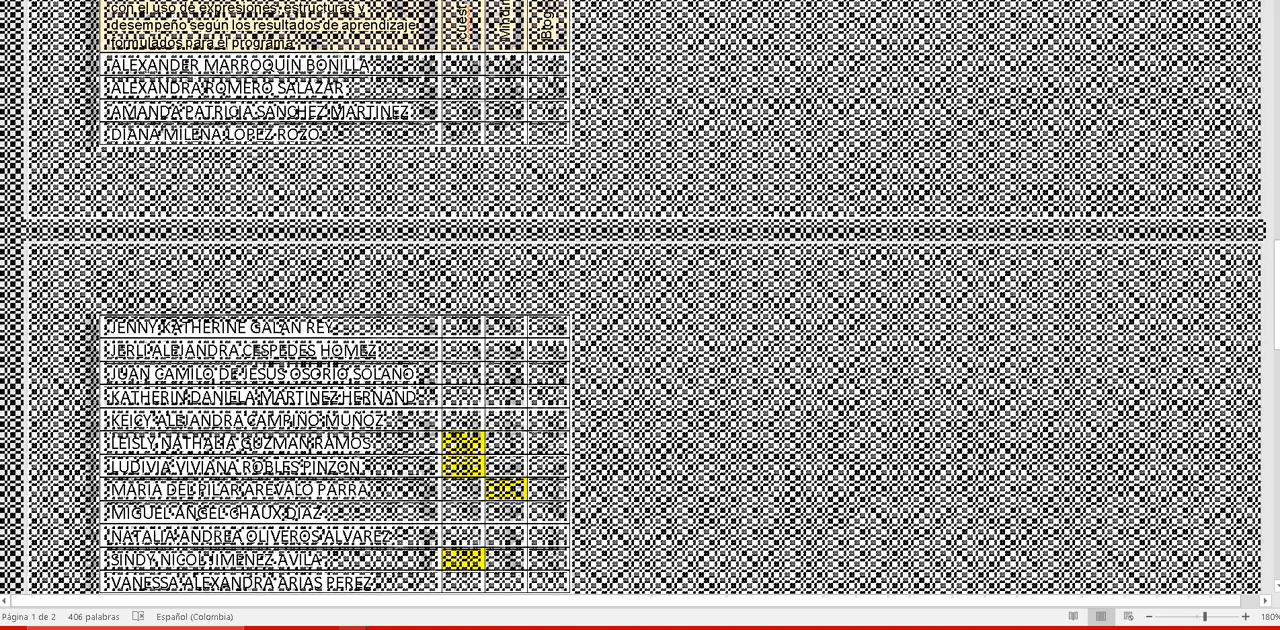 con el uso de expresiones, estructuras y
desempeño según los resultados de aprendizaje
formulados para el programa.
ALEXANDER MARROQUIN BONILLA
ALEXANDRA ROMERO SALAZAR
AMANDA PATRICIA SANCHEZ MARTINEZ
DIANA MILENA LOPEZ ROZO
JENNY KATHERINE GALAN REY
JERLI ALEJANDRA CESPEDES HOMEZ
JUAN CAMILO DE JESUS OSORIO SOLANO
KATHERIN DANIELA MARTINEZ HERNAND
KEICY ALEJANDRA CAMPIÑO MUÑOZ
LEISLY NATHALIA GUZMAN RAMOS
LUDIVIA VIVIANA ROBLES PINZON
MARIA DEL PILAR AREVALO PARRA
MIGUEL ANGEL CHAUX DIAZ
NATALIA ANDREA OLIVEROS ALVAREZ
SINDY NICOL JIMENEZ AVILA
VANESSA ALEXANDRA ARIAS PEREZ
Página 1 de 2 406 palabras Español (Colombia) 180%